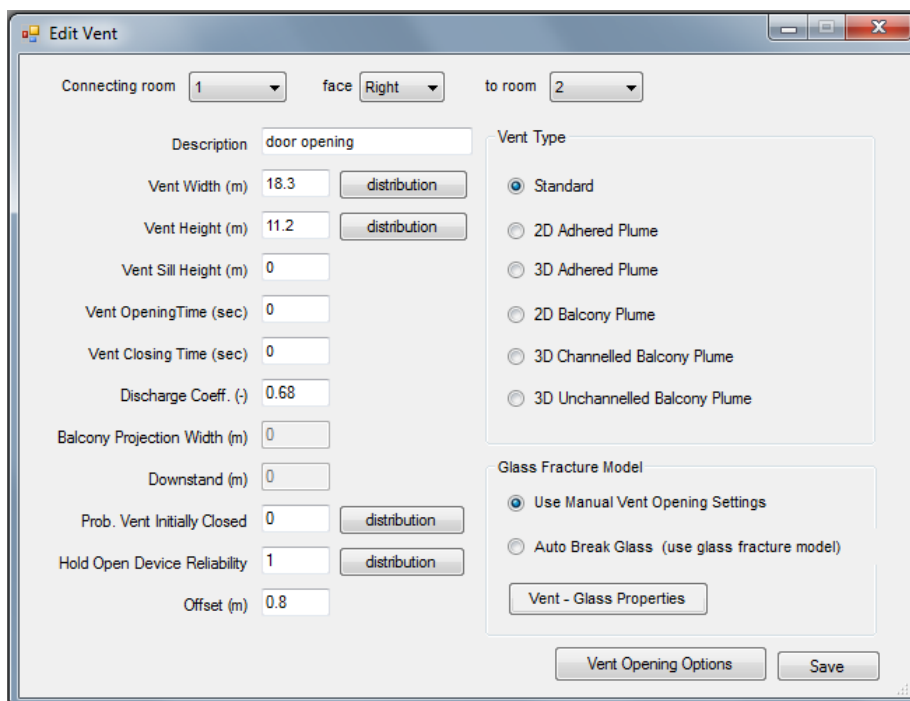 Edit Vent
Connecting room 1 face Right to room 2
Description door opening
Vent Width (m) 18.3 distribution
Vent Height (m) 11.2 distribution
Vent Sill Height (m) 0
Vent OpeningTime (sec) 0
Vent Closing Time (sec) 0
Discharge Coeff. (-) 0.68
Balcony Projection Width (m) 0
Downstand (m) 0
Prob. Vent Initially Closed 0 distribution
Hold Open Device Reliability 1 distribution
Offset (m) 0.8
Vent Type
Standard
2D Adhered Plume
3D Adhered Plume
2D Balcony Plume
3D Channelled Balcony Plume
3D Unchannelled Balcony Plume
Glass Fracture Model
Use Manual Vent Opening Settings
Auto Break Glass (use glass fracture model)
Vent - Glass Properties
Vent Opening Options Save